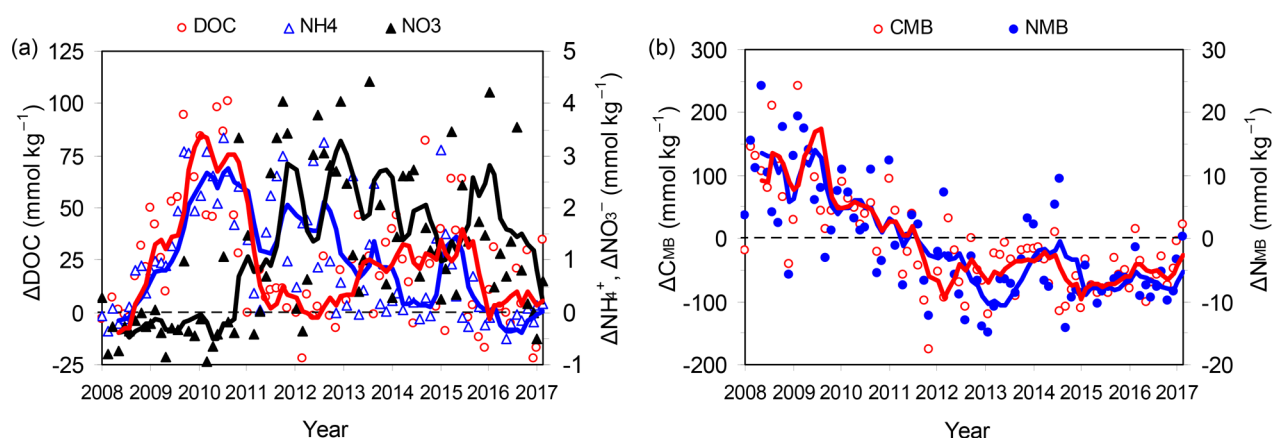 DOC NH4 NO3
(a)
125
100
75
50
25
0
-25
ΔDOC (mmol kg⁻¹)
5
4
3
2
1
0
-1
ΔNH₄⁺, ΔNO₃⁻ (mmol kg⁻¹)
2008 2009 2010 2011 2012 2013 2014 2015 2016 2017
Year
CMB NMB
(b)
300
200
100
0
-100
-200
ΔCMB (mmol kg⁻¹)
30
20
10
0
-10
-20
ΔNMB (mmol kg⁻¹)
2008 2009 2010 2011 2012 2013 2014 2015 2016 2017
Year